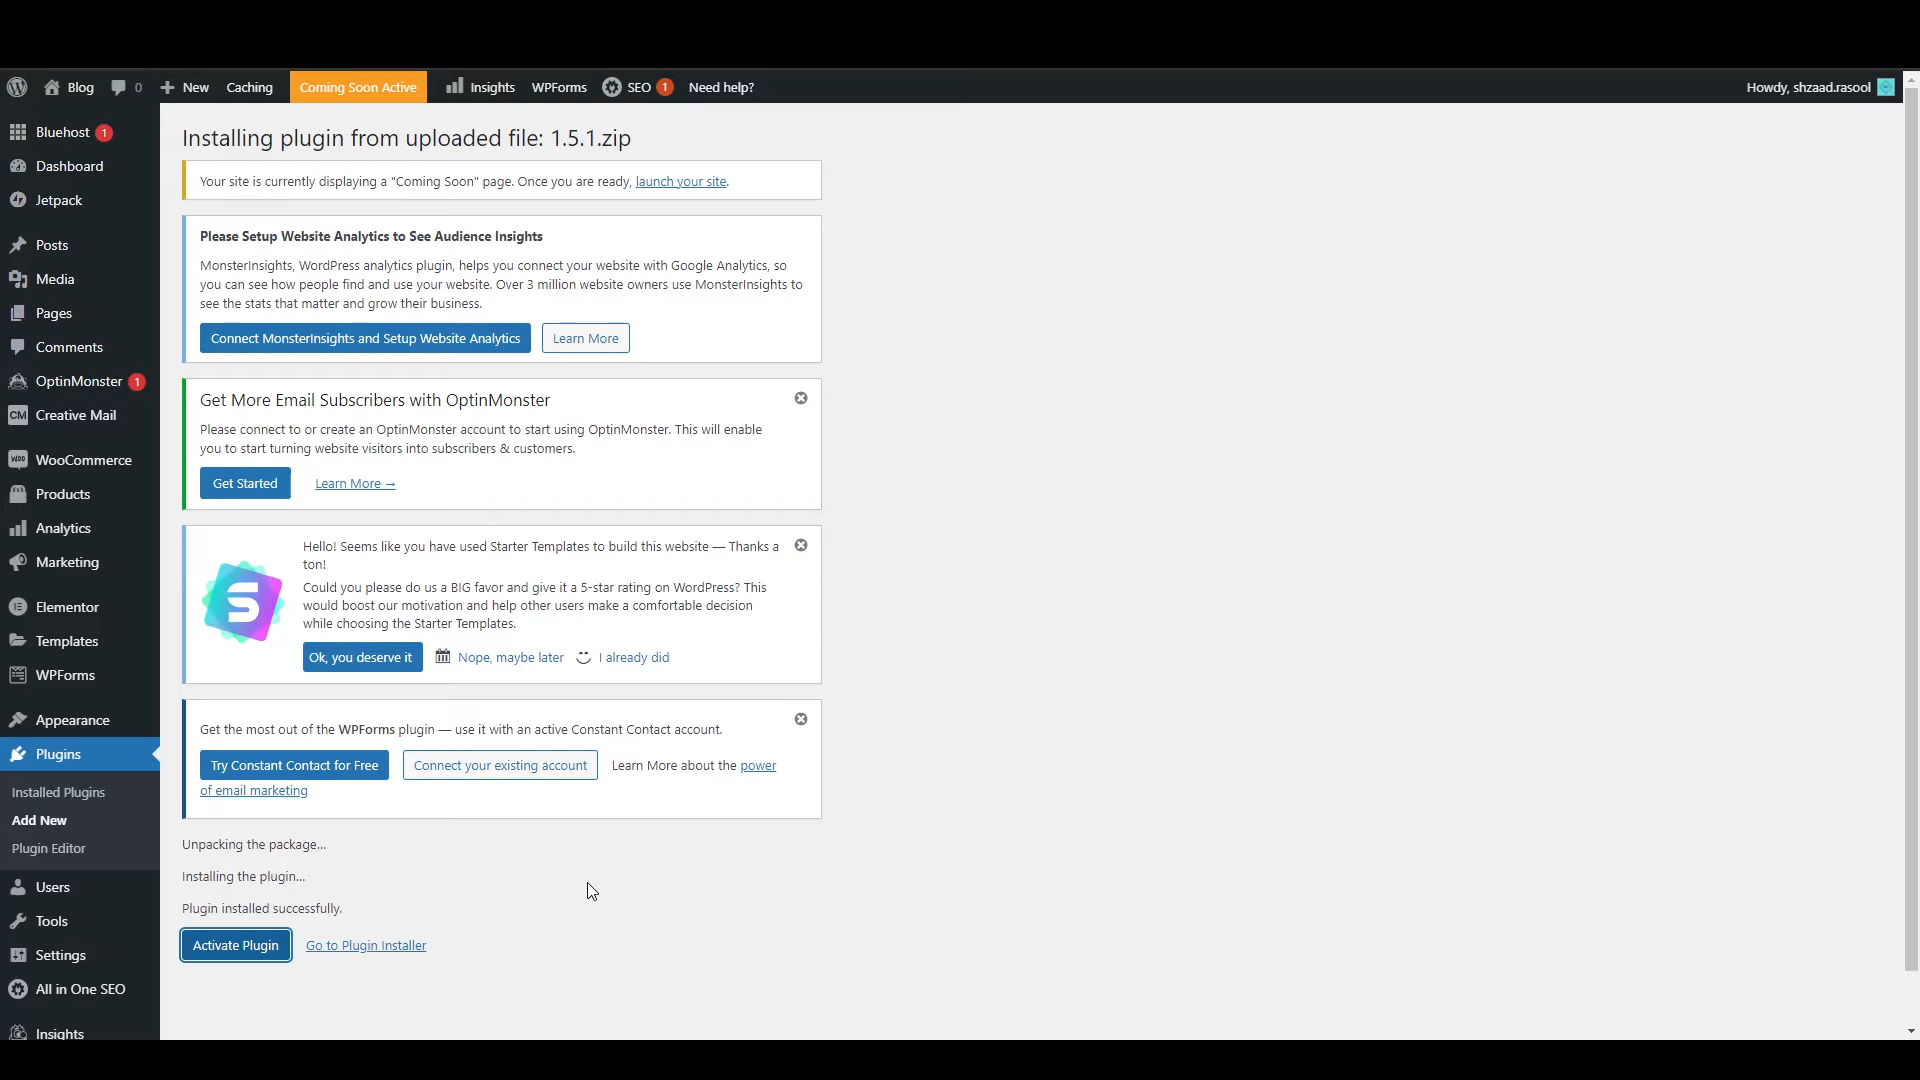 Blog
0
New
Caching
Coming Soon Active
Insights
WPForms
SEO 1
Need help?
Howdy, shzaad.rasool
Bluehost 1
Dashboard
Jetpack
Posts
Media
Pages
Comments
OptinMonster 1
CM Creative Mail
Woo WooCommerce
Products
Analytics
Marketing
Elementor
Templates
WPForms
Appearance
Plugins
Installed Plugins
Add New
Plugin Editor
Users
Tools
Settings
All in One SEO
Insights
Installing plugin from uploaded file: 1.5.1.zip
Your site is currently displaying a "Coming Soon" page. Once you are ready, launch your site.
Please Setup Website Analytics to See Audience Insights
MonsterInsights, WordPress analytics plugin, helps you connect your website with Google Analytics, so
you can see how people find and use your website. Over 3 million website owners use MonsterInsights to
see the stats that matter and grow their business.
Connect MonsterInsights and Setup Website Analytics
Learn More
Get More Email Subscribers with OptinMonster
Please connect to or create an OptinMonster account to start using OptinMonster. This will enable
you to start turning website visitors into subscribers & customers.
Get Started
Learn More →
S
Hello! Seems like you have used Starter Templates to build this website — Thanks a
ton!
Could you please do us a BIG favor and give it a 5-star rating on WordPress? This
would boost our motivation and help other users make a comfortable decision
while choosing the Starter Templates.
Ok, you deserve it
Nope, maybe later
I already did
Get the most out of the WPForms plugin — use it with an active Constant Contact account.
Try Constant Contact for Free
Connect your existing account
Learn More about the power
of email marketing
Unpacking the package...
Installing the plugin...
Plugin installed successfully.
Activate Plugin
Go to Plugin Installer